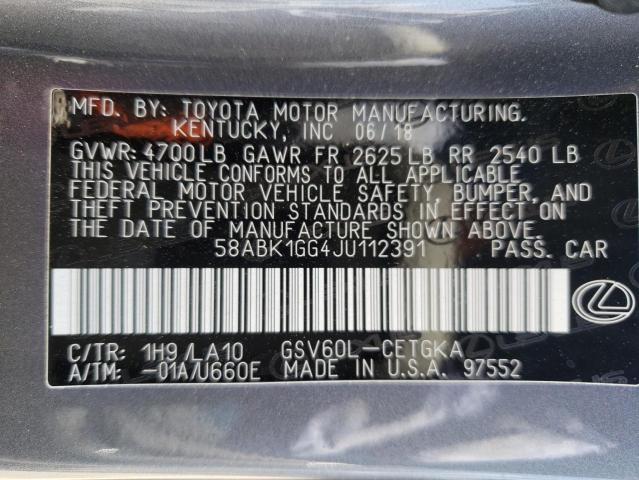 MFD. BY: TOYOTA MOTOR MANUFACTURING.
KENTUCKY, INC 06/18
GVWR: 4700LB GAWR FR 2625 LB RR 2540 LB
THIS VEHICLE CONFORMS TO ALL APPLICABLE
FEDERAL MOTOR VEHICLE SAFETY, BUMPER, AND
THEFT PREVENTION STANDARDS IN EFFECT ON
THE DATE OF MANUFACTURE SHOWN ABOVE.
58ABK1GG4JU112391 PASS. CAR
C/TR: 1H9/LA10 GSV60L-CETGKA
A/TM: -01A/U660E MADE IN U.S.A. 97552